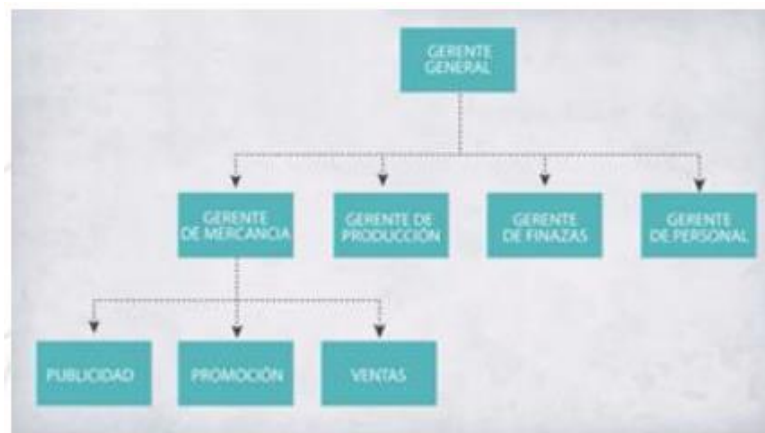 GERENTE
GENERAL
GERENTE
DE MERCANCIA
GERENTE DE
PRODUCCIÓN
GERENTE
DE FINAZAS
GERENTE
DE PERSONAL
PUBLICIDAD
PROMOCIÓN
VENTAS